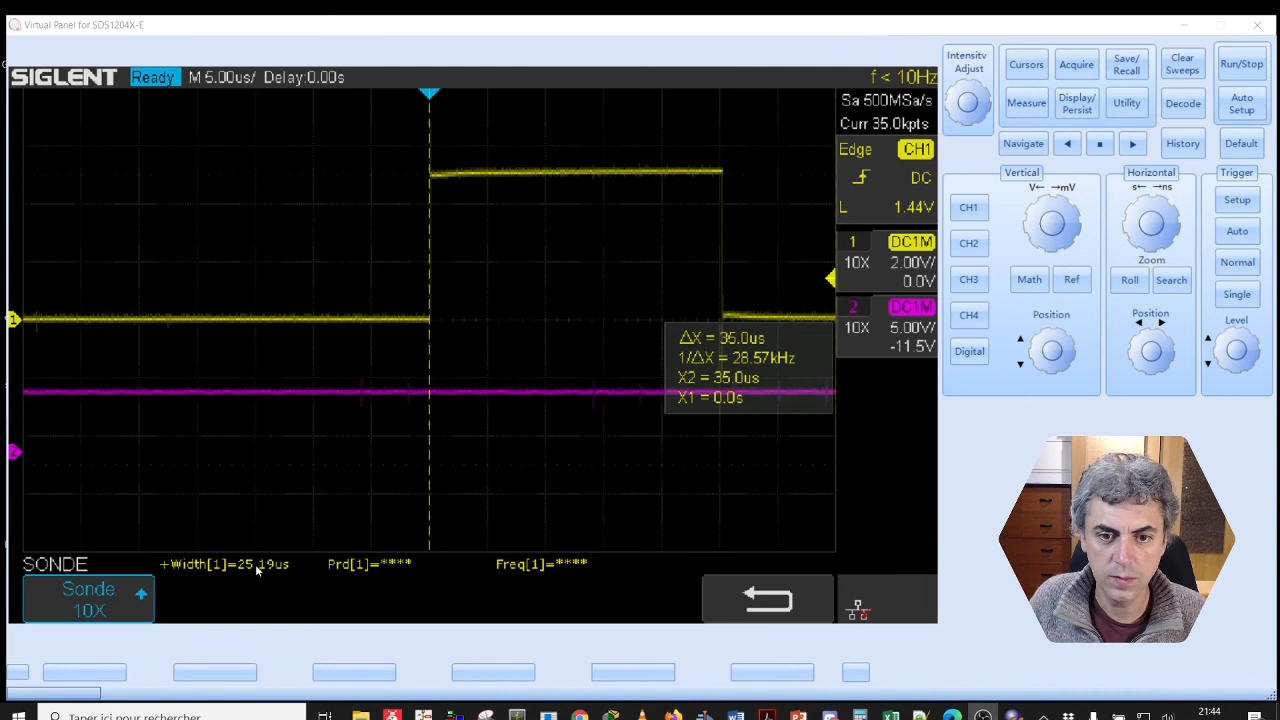 Virtual Panel for SDS1204X-E
SIGLENT Ready M 5.00us/ Delay:0.00s f < 10Hz
Sa 500MSa/s
Curr 35.0kpts
Edge CH1
DC
L 1.44V
1 DC1M
10X 2.00V/
0.0V
2 DC1M
10X 5.00V/
-11.5V
1
2
ΔX = 35.0us
1/ΔX = 28.57kHz
X2 = 35.0us
X1 = 0.0s
SONDE +Width[1]=25.19us Prd[1]=**** Freq[1]=****
Sonde
10X
Intensity
Adjust
Cursors Acquire Save/
Recall Clear
Sweeps Run/Stop
Measure Display/
Persist Utility Decode Auto
Setup
Navigate History Default
Vertical Horizontal Trigger
V← →mV s← →ns
CH1 Setup
CH2 Auto
Zoom
CH3 Math Ref Roll Search Normal
Single
CH4 Position Position Level
Digital
Taper ici pour rechercher
21:44